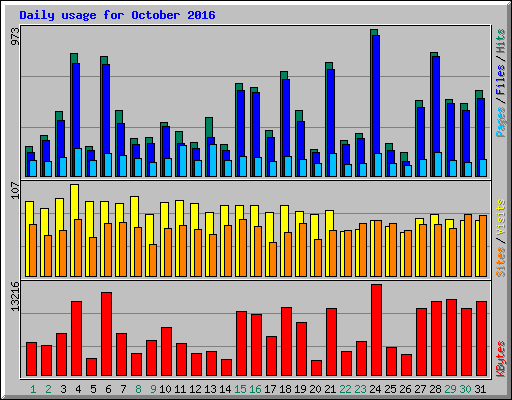 Daily usage for October 2016
973
Pages / Files / Hits
107
Sites / Visits
13216
KBytes
1 2 3 4 5 6 7 8 9 10 11 12 13 14 15 16 17 18 19 20 21 22 23 24 25 26 27 28 29 30 31